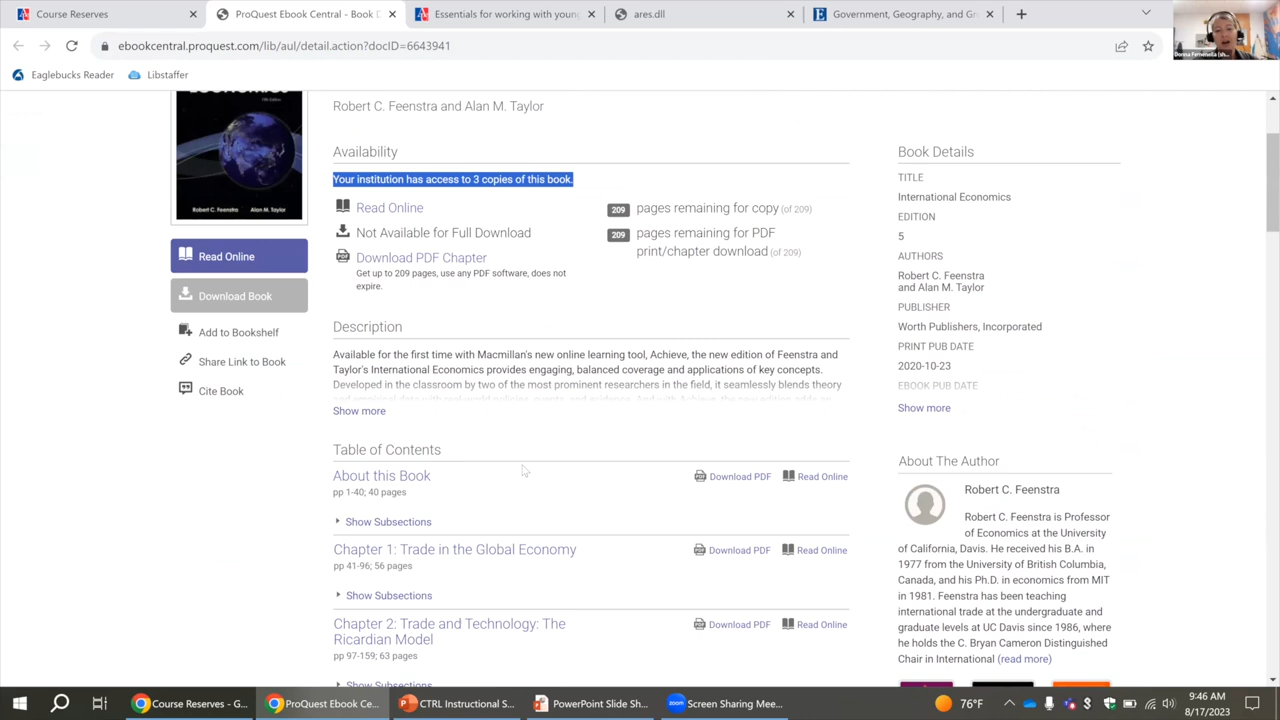 Course Reserves
ProQuest Ebook Central - Book D
Essentials for working with young
ares.dll
Government, Geography, and Gr
ebookcentral.proquest.com/lib/aul/detail.action?docID=6643941
Eaglebucks Reader
Libstaffer
Robert C. Feenstra and Alan M. Taylor
Robert C. Feenstra Alan M. Taylor
Read Online
Download Book
Add to Bookshelf
Share Link to Book
Cite Book
Availability
Your institution has access to 3 copies of this book.
Read Online
Not Available for Full Download
Download PDF Chapter
Get up to 209 pages, use any PDF software, does not
expire.
209 pages remaining for copy (of 209)
209 pages remaining for PDF
print/chapter download (of 209)
Description
Available for the first time with Macmillan's new online learning tool, Achieve, the new edition of Feenstra and
Taylor's International Economics provides engaging, balanced coverage and applications of key concepts.
Developed in the classroom by two of the most prominent researchers in the field, it seamlessly blends theory
Show more
Table of Contents
About this Book
pp 1-40; 40 pages
Download PDF
Read Online
Show Subsections
Chapter 1: Trade in the Global Economy
pp 41-96; 56 pages
Download PDF
Read Online
Show Subsections
Chapter 2: Trade and Technology: The
Ricardian Model
pp 97-159; 63 pages
Download PDF
Read Online
Show Subsections
Book Details
TITLE
International Economics
EDITION
5
AUTHORS
Robert C. Feenstra
and Alan M. Taylor
PUBLISHER
Worth Publishers, Incorporated
PRINT PUB DATE
2020-10-23
EBOOK PUB DATE
Show more
About The Author
Robert C. Feenstra
Robert C. Feenstra is Professor
of Economics at the University
of California, Davis. He received his B.A. in
1977 from the University of British Columbia,
Canada, and his Ph.D. in economics from MIT
in 1981. Feenstra has been teaching
international trade at the undergraduate and
graduate levels at UC Davis since 1986, where
he holds the C. Bryan Cameron Distinguished
Chair in International (read more)
Course Reserves - G...
ProQuest Ebook Ce...
CTRL Instructional S...
PowerPoint Slide Sh...
Screen Sharing Mee...
76°F
9:46 AM
8/17/2023